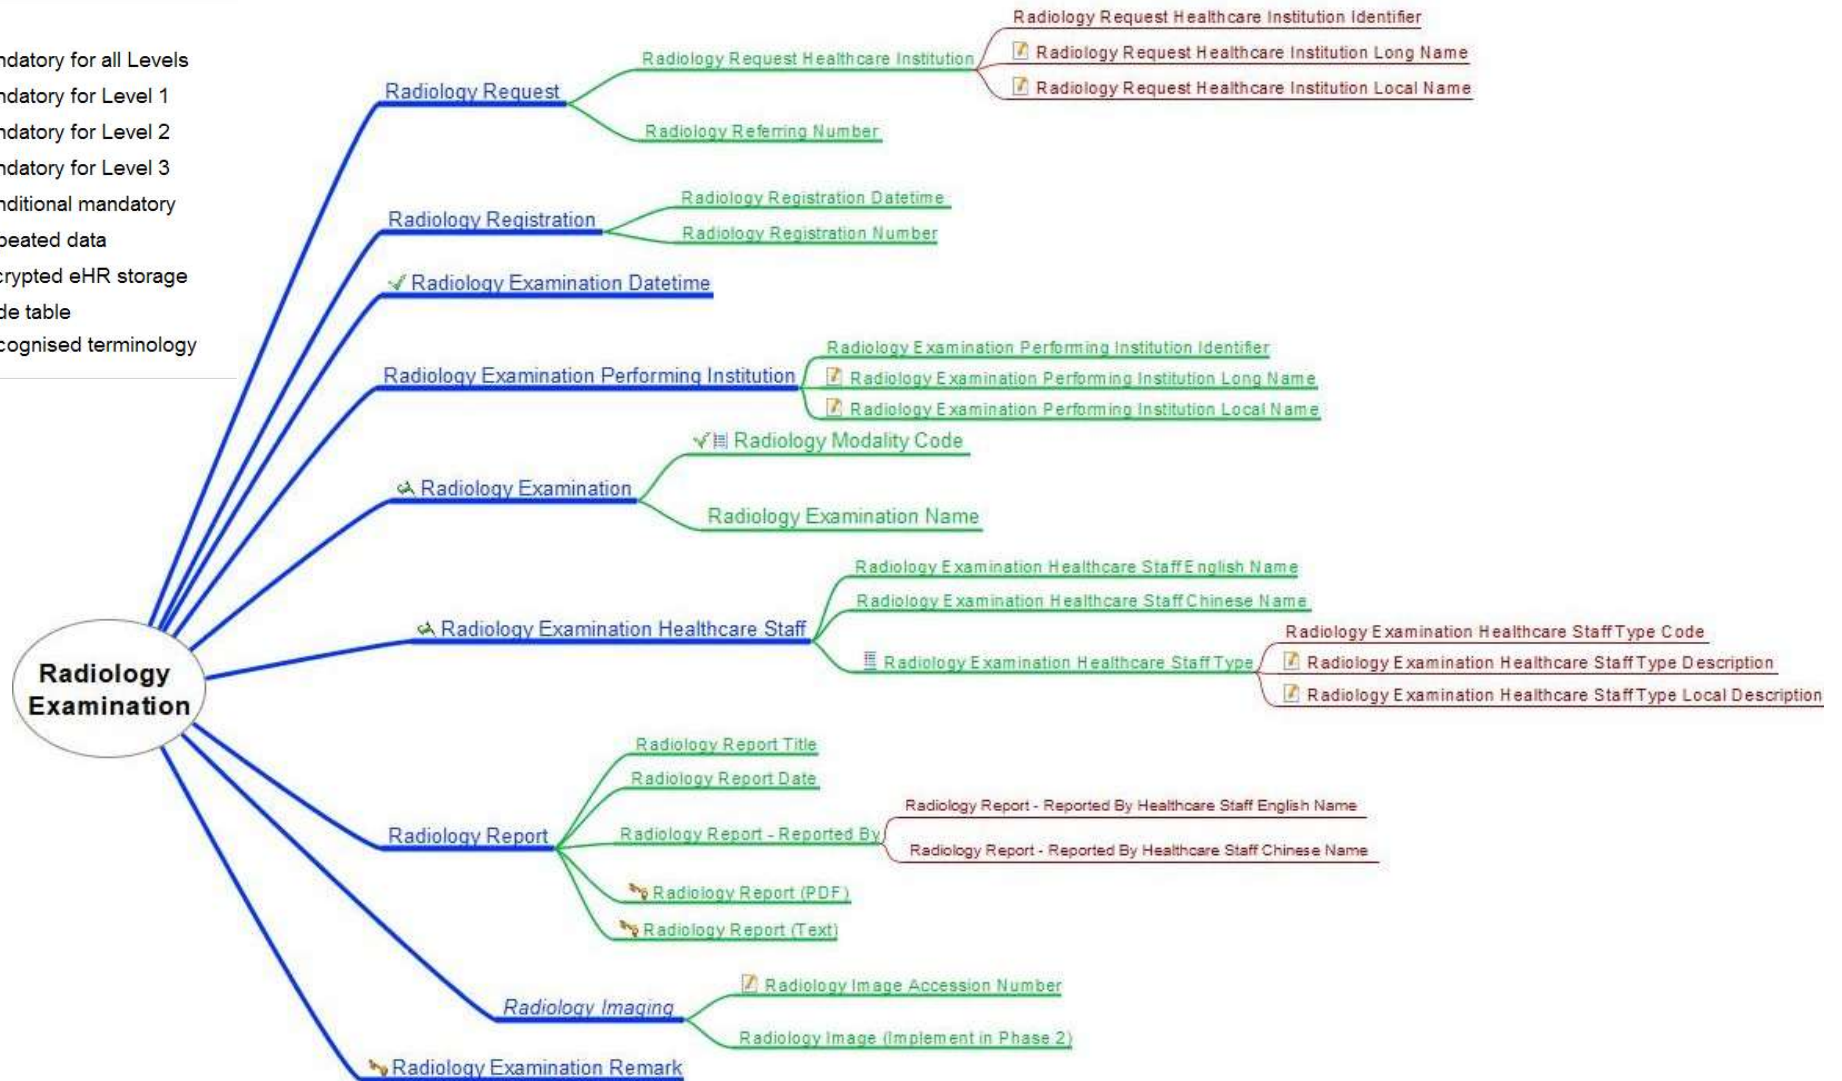 ndatory for all Levels
ndatory for Level 1
ndatory for Level 2
ndatory for Level 3
nditional mandatory
peated data
crypted eHR storage
de table
cognised terminology
Radiology
Examination
Radiology Request
Radiology Request Healthcare Institution
Radiology Request Healthcare Institution Identifier
Radiology Request Healthcare Institution Long Name
Radiology Request Healthcare Institution Local Name
Radiology Referring Number
Radiology Registration
Radiology Registration Datetime
Radiology Registration Number
Radiology Examination Datetime
Radiology Examination Performing Institution
Radiology Examination Performing Institution Identifier
Radiology Examination Performing Institution Long Name
Radiology Examination Performing Institution Local Name
Radiology Examination
Radiology Modality Code
Radiology Examination Name
Radiology Examination Healthcare Staff
Radiology Examination Healthcare Staff English Name
Radiology Examination Healthcare Staff Chinese Name
Radiology Examination Healthcare Staff Type
Radiology Examination Healthcare Staff Type Code
Radiology Examination Healthcare Staff Type Description
Radiology Examination Healthcare Staff Type Local Description
Radiology Report
Radiology Report Title
Radiology Report Date
Radiology Report - Reported By
Radiology Report - Reported By Healthcare Staff English Name
Radiology Report - Reported By Healthcare Staff Chinese Name
Radiology Report (PDF)
Radiology Report (Text)
Radiology Imaging
Radiology Image Accession Number
Radiology Image (Implement in Phase 2)
Radiology Examination Remark